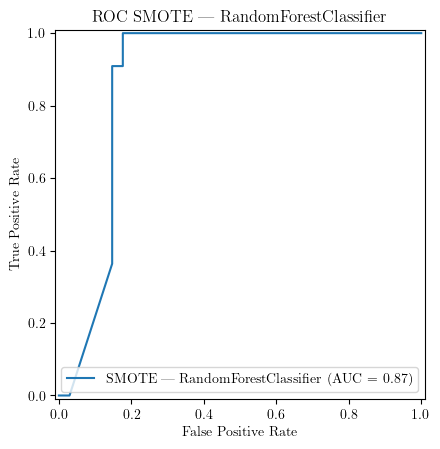 ROC SMOTE — RandomForestClassifier
1.0
0.8
0.6
0.4
0.2
0.0
True Positive Rate
SMOTE — RandomForestClassifier (AUC = 0.87)
0.0 0.2 0.4 0.6 0.8 1.0
False Positive Rate